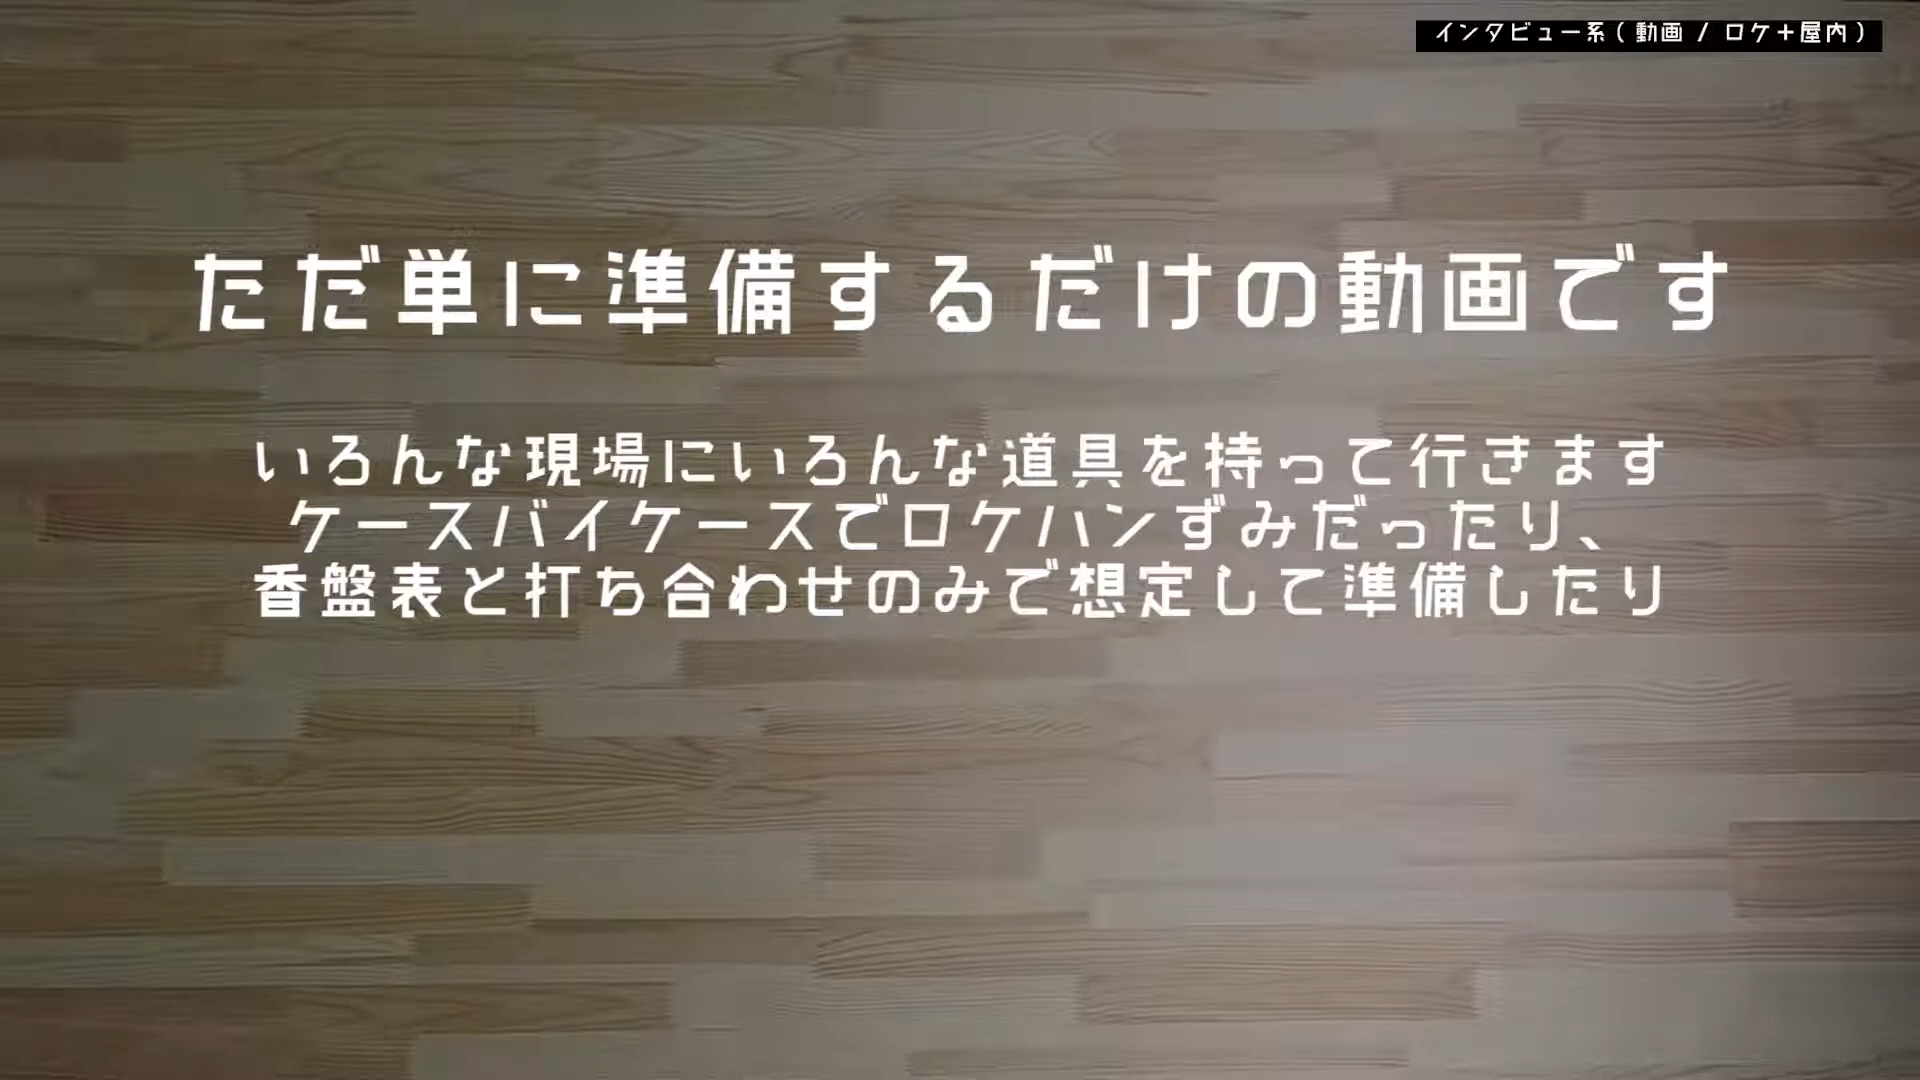 インタビュー系(動画 / ロケ+屋内)
ただ単に準備するだけの動画です
いろんな現場にいろんな道具を持って行きます
ケースバイケースでロケハンずみだったり、
香盤表と打ち合わせのみで想定して準備したり